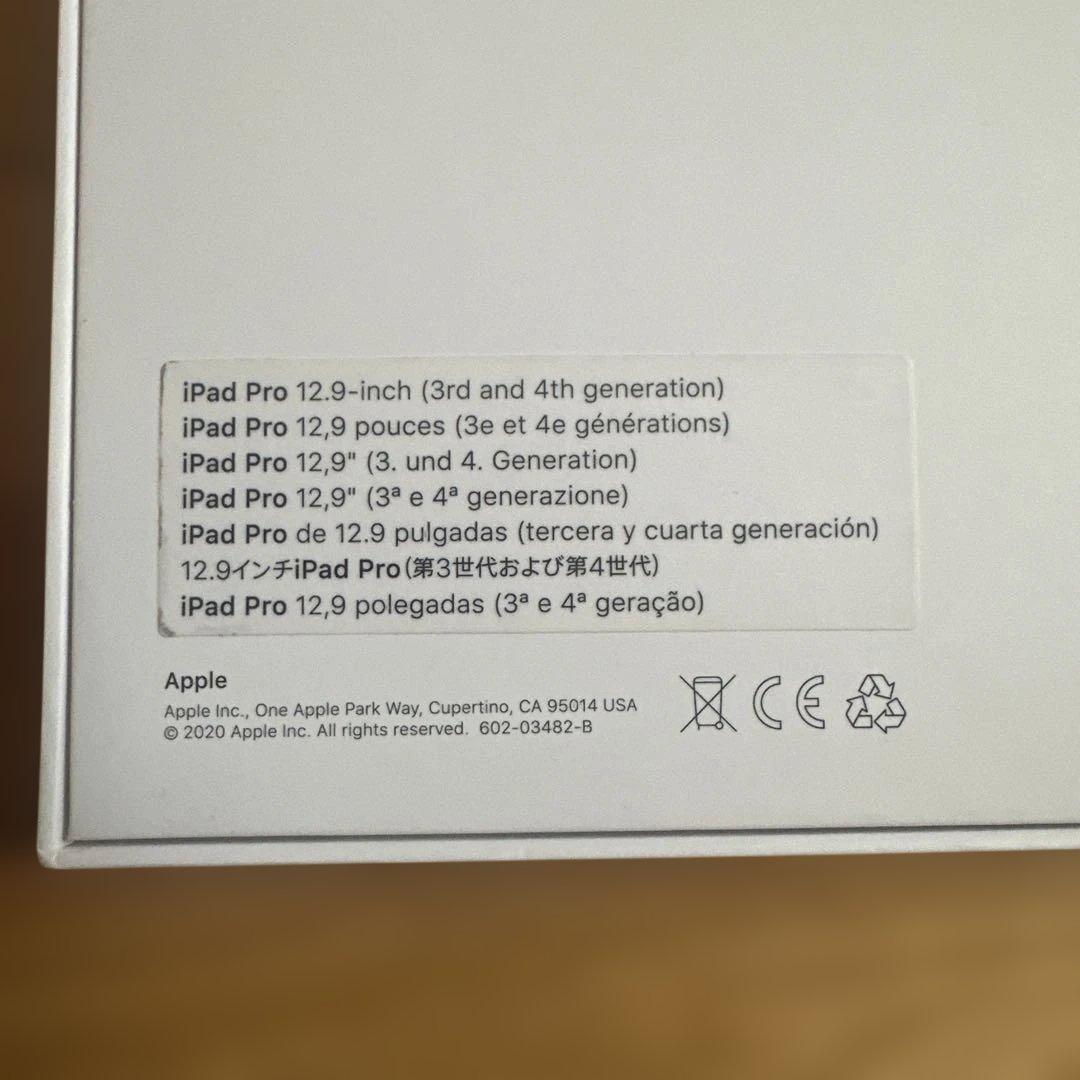 iPad Pro 12.9-inch (3rd and 4th generation)
iPad Pro 12,9 pouces (3e et 4e générations)
iPad Pro 12,9" (3. und 4. Generation)
iPad Pro 12,9" (3ª e 4ª generazione)
iPad Pro de 12.9 pulgadas (tercera y cuarta generación)
12.9インチiPad Pro(第3世代および第4世代)
iPad Pro 12,9 polegadas (3ª e 4ª geração)
Apple
Apple Inc., One Apple Park Way, Cupertino, CA 95014 USA
© 2020 Apple Inc. All rights reserved. 602-03482-B
CE